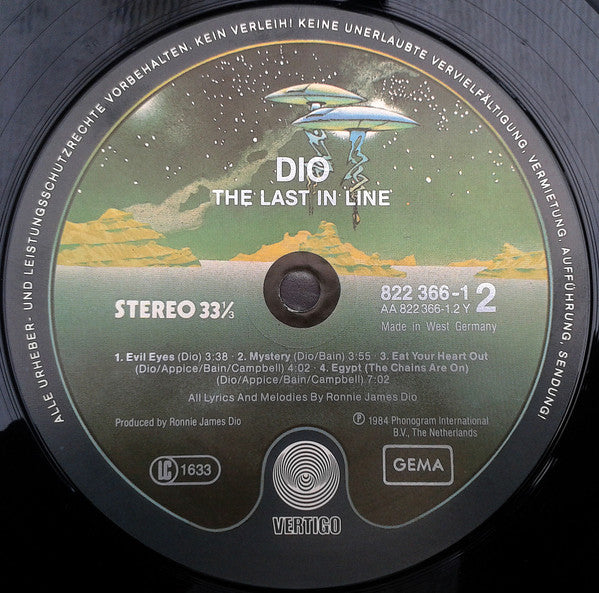 ALLE URHEBER- UND LEISTUNGSSCHUTZRECHTE VORBEHALTEN. KEIN VERLEIH! KEINE UNERLAUBTE VERVIELFÄLTIGUNG, VERMIETUNG, AUFFÜHRUNG, SENDUNG!
DIO
THE LAST IN LINE
STEREO 33⅓
822 366-1 2
AA 822 366-1.2 Y
Made in West Germany
1. Evil Eyes (Dio) 3:38 · 2. Mystery (Dio/Bain) 3:55 · 3. Eat Your Heart Out
(Dio/Appice/Bain/Campbell) 4:02 · 4. Egypt (The Chains Are On)
(Dio/Appice/Bain/Campbell) 7:02
All Lyrics And Melodies By Ronnie James Dio
Produced by Ronnie James Dio
℗ 1984 Phonogram International
B.V., The Netherlands
LC 1633
GEMA
VERTIGO